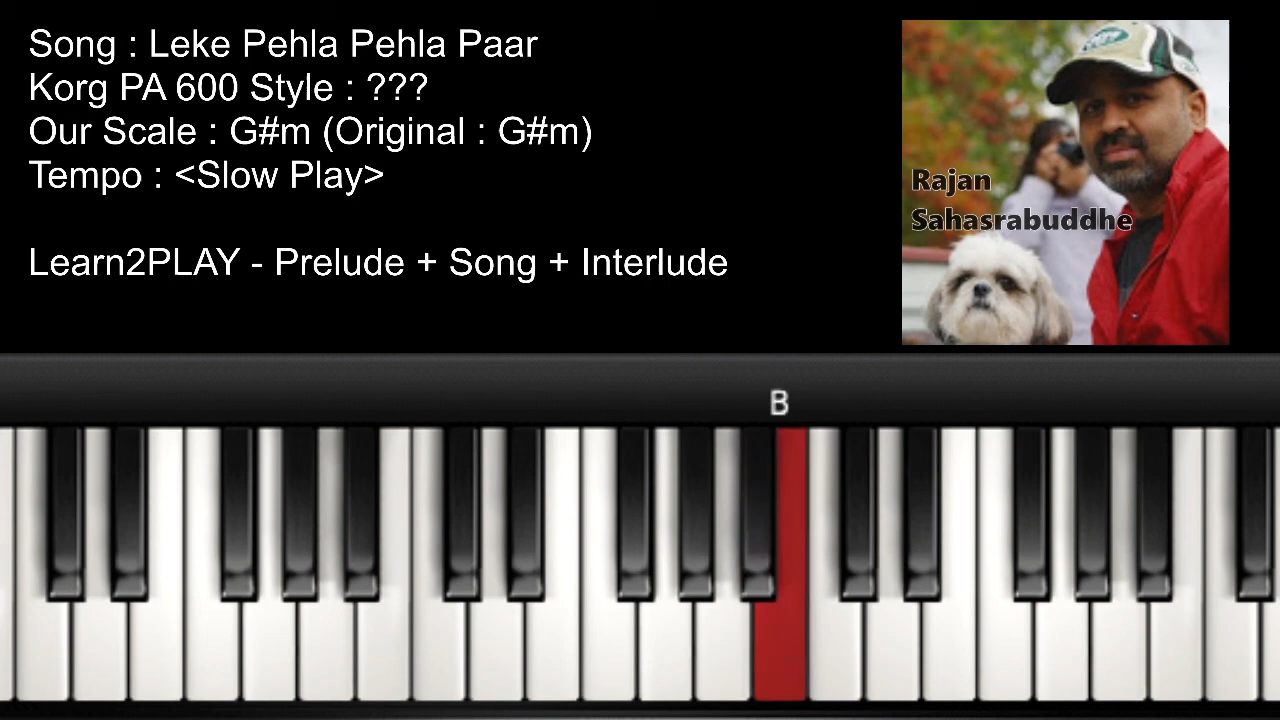 Song : Leke Pehla Pehla Paar
Korg PA 600 Style : ???
Our Scale : G#m (Original : G#m)
Tempo : <Slow Play>
Learn2PLAY - Prelude + Song + Interlude
Rajan
Sahasrabuddhe
B